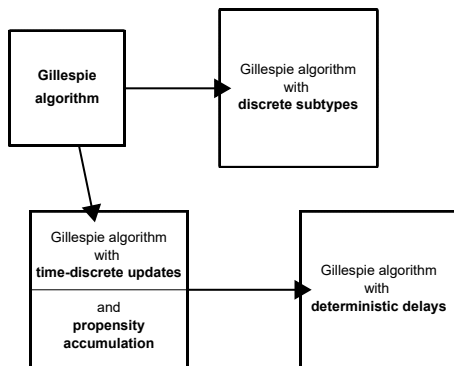 Gillespie
algorithm
Gillespie algorithm
with
discrete subtypes
Gillespie algorithm
with
time-discrete updates
and
propensity
accumulation
Gillespie algorithm
with
deterministic delays